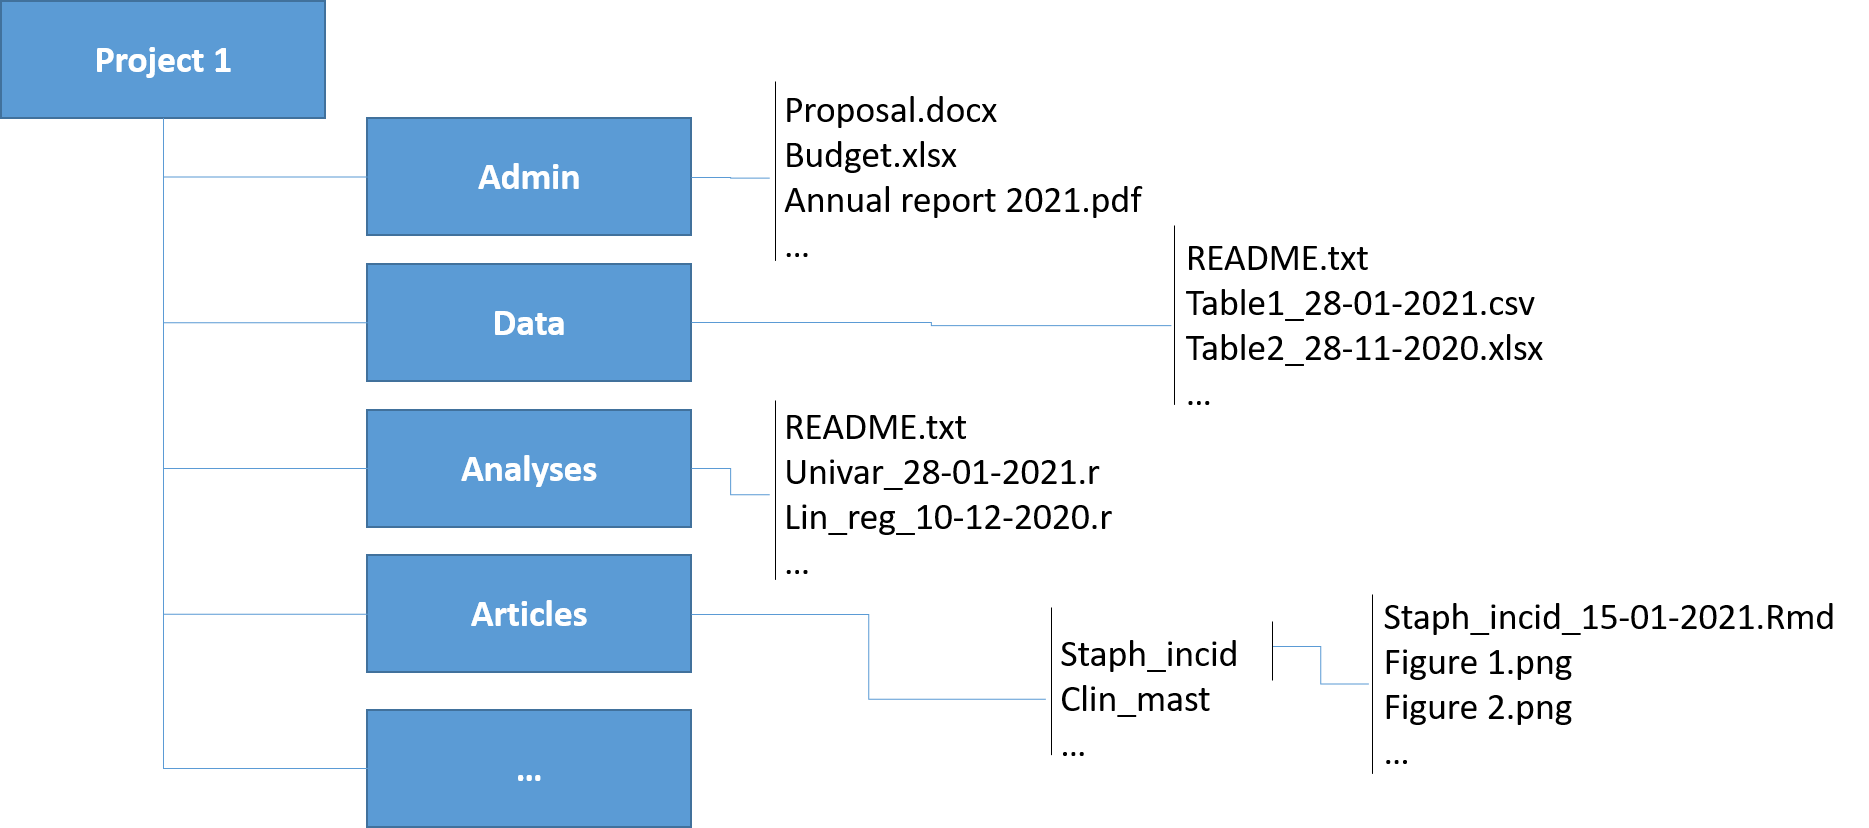 Project 1
Admin
Proposal.docx
Budget.xlsx
Annual report 2021.pdf
...
Data
README.txt
Table1_28-01-2021.csv
Table2_28-11-2020.xlsx
...
Analyses
README.txt
Univar_28-01-2021.r
Lin_reg_10-12-2020.r
...
Articles
Staph_incid
Clin_mast
...
Staph_incid_15-01-2021.Rmd
Figure 1.png
Figure 2.png
...
...